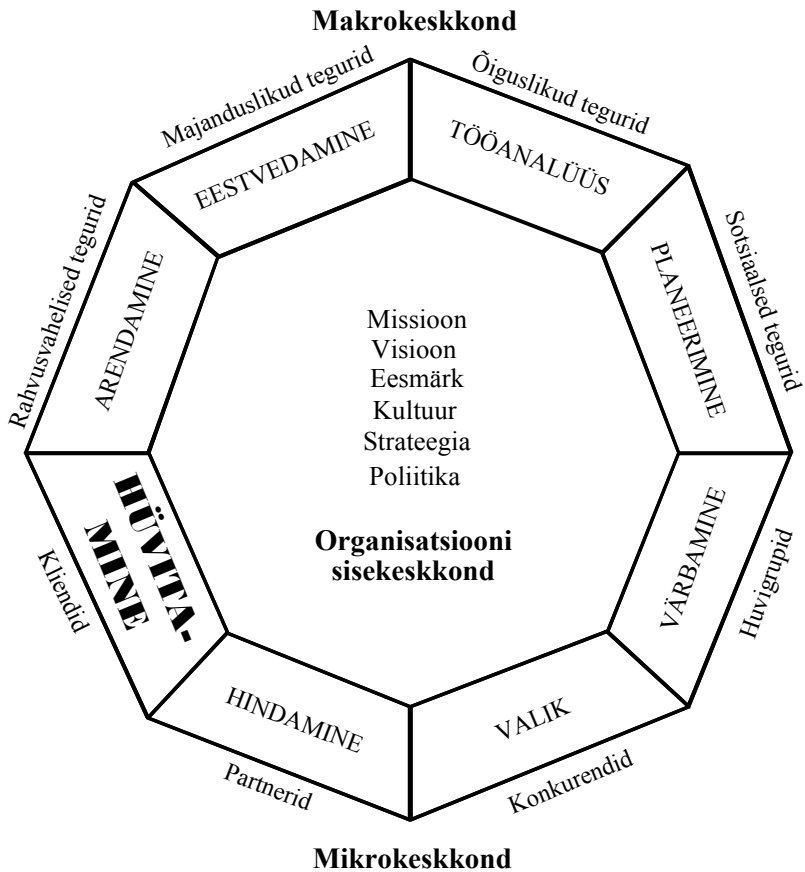 Makrokeskkond
Majanduslikud tegurid
Õiguslikud tegurid
EESTVEDAMINE
TÖÖANALÜÜS
Rahvusvahelised tegurid
Sotsiaalsed tegurid
ARENDAMINE
PLANEERIMINE
Missioon
Visioon
Eesmärk
Kultuur
Strateegia
Poliitika
Organisatsiooni
sisekeskkond
HÜVITA-
MINE
VÄRBAMINE
Kliendid
Huvigrupid
HINDAMINE
VALIK
Partnerid
Konkurendid
Mikrokeskkond